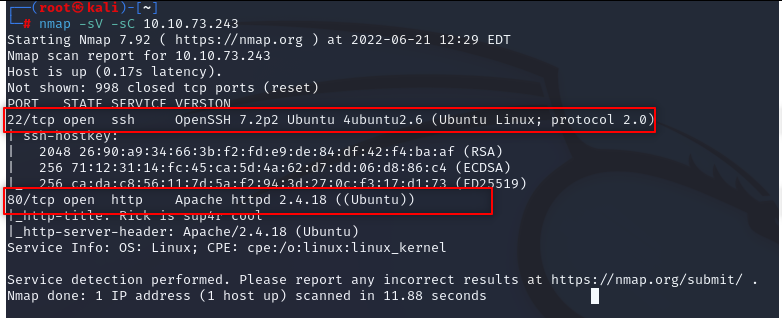 (root㉿kali)-[~]
# nmap -sV -sC 10.10.73.243
Starting Nmap 7.92 ( https://nmap.org ) at 2022-06-21 12:29 EDT
Nmap scan report for 10.10.73.243
Host is up (0.17s latency).
Not shown: 998 closed tcp ports (reset)
PORT   STATE SERVICE VERSION
22/tcp open  ssh     OpenSSH 7.2p2 Ubuntu 4ubuntu2.6 (Ubuntu Linux; protocol 2.0)
| ssh-hostkey:
|   2048 26:90:a9:34:66:3b:f2:fd:e9:de:84:df:42:f4:ba:af (RSA)
|   256 71:12:31:14:fc:45:ca:5d:4a:62:d7:dd:06:d8:86:c4 (ECDSA)
|_  256 ca:da:c8:56:11:7d:5a:f2:94:3d:27:0c:f3:17:d1:73 (ED25519)
80/tcp open  http    Apache httpd 2.4.18 ((Ubuntu))
|_http-title: Rick is sup4r cool
|_http-server-header: Apache/2.4.18 (Ubuntu)
Service Info: OS: Linux; CPE: cpe:/o:linux:linux_kernel
Service detection performed. Please report any incorrect results at https://nmap.org/submit/ .
Nmap done: 1 IP address (1 host up) scanned in 11.88 seconds